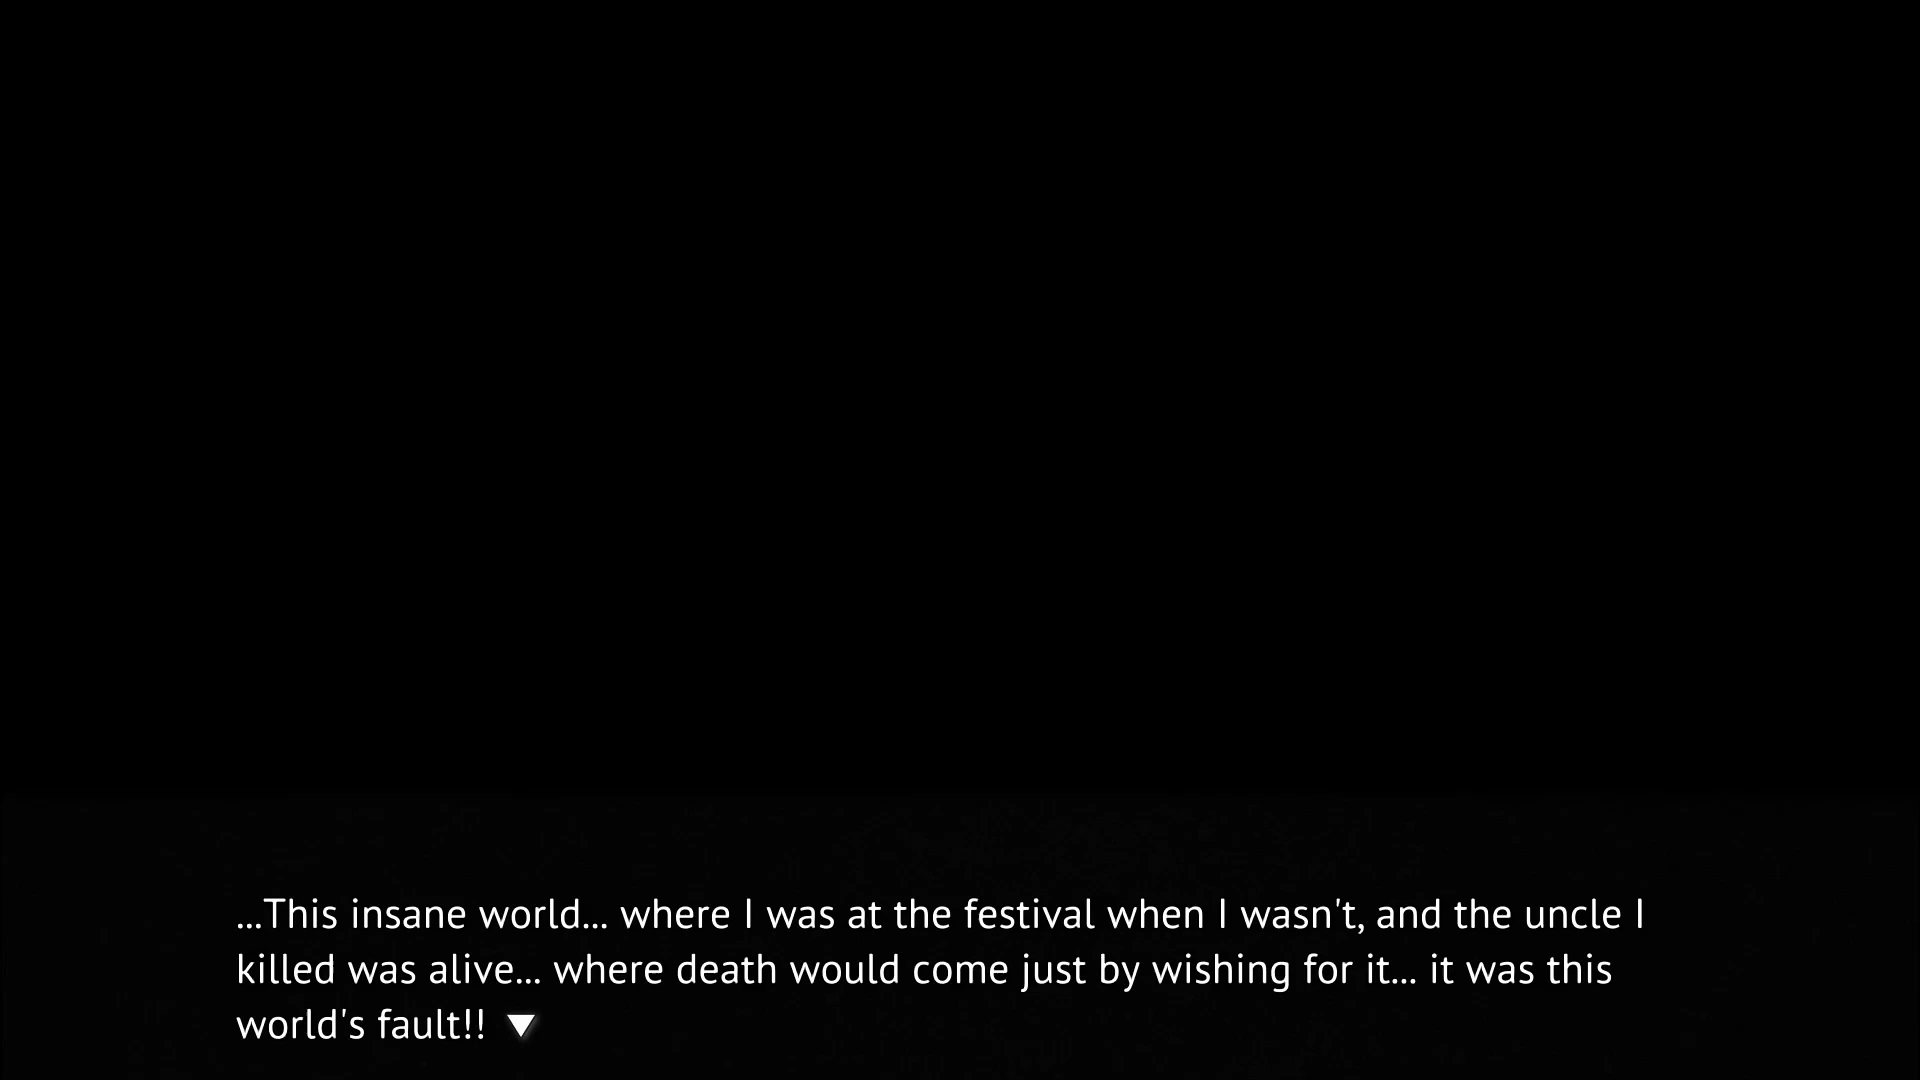 ...This insane world... where I was at the festival when I wasn't, and the uncle I
killed was alive... where death would come just by wishing for it... it was this
world's fault!!